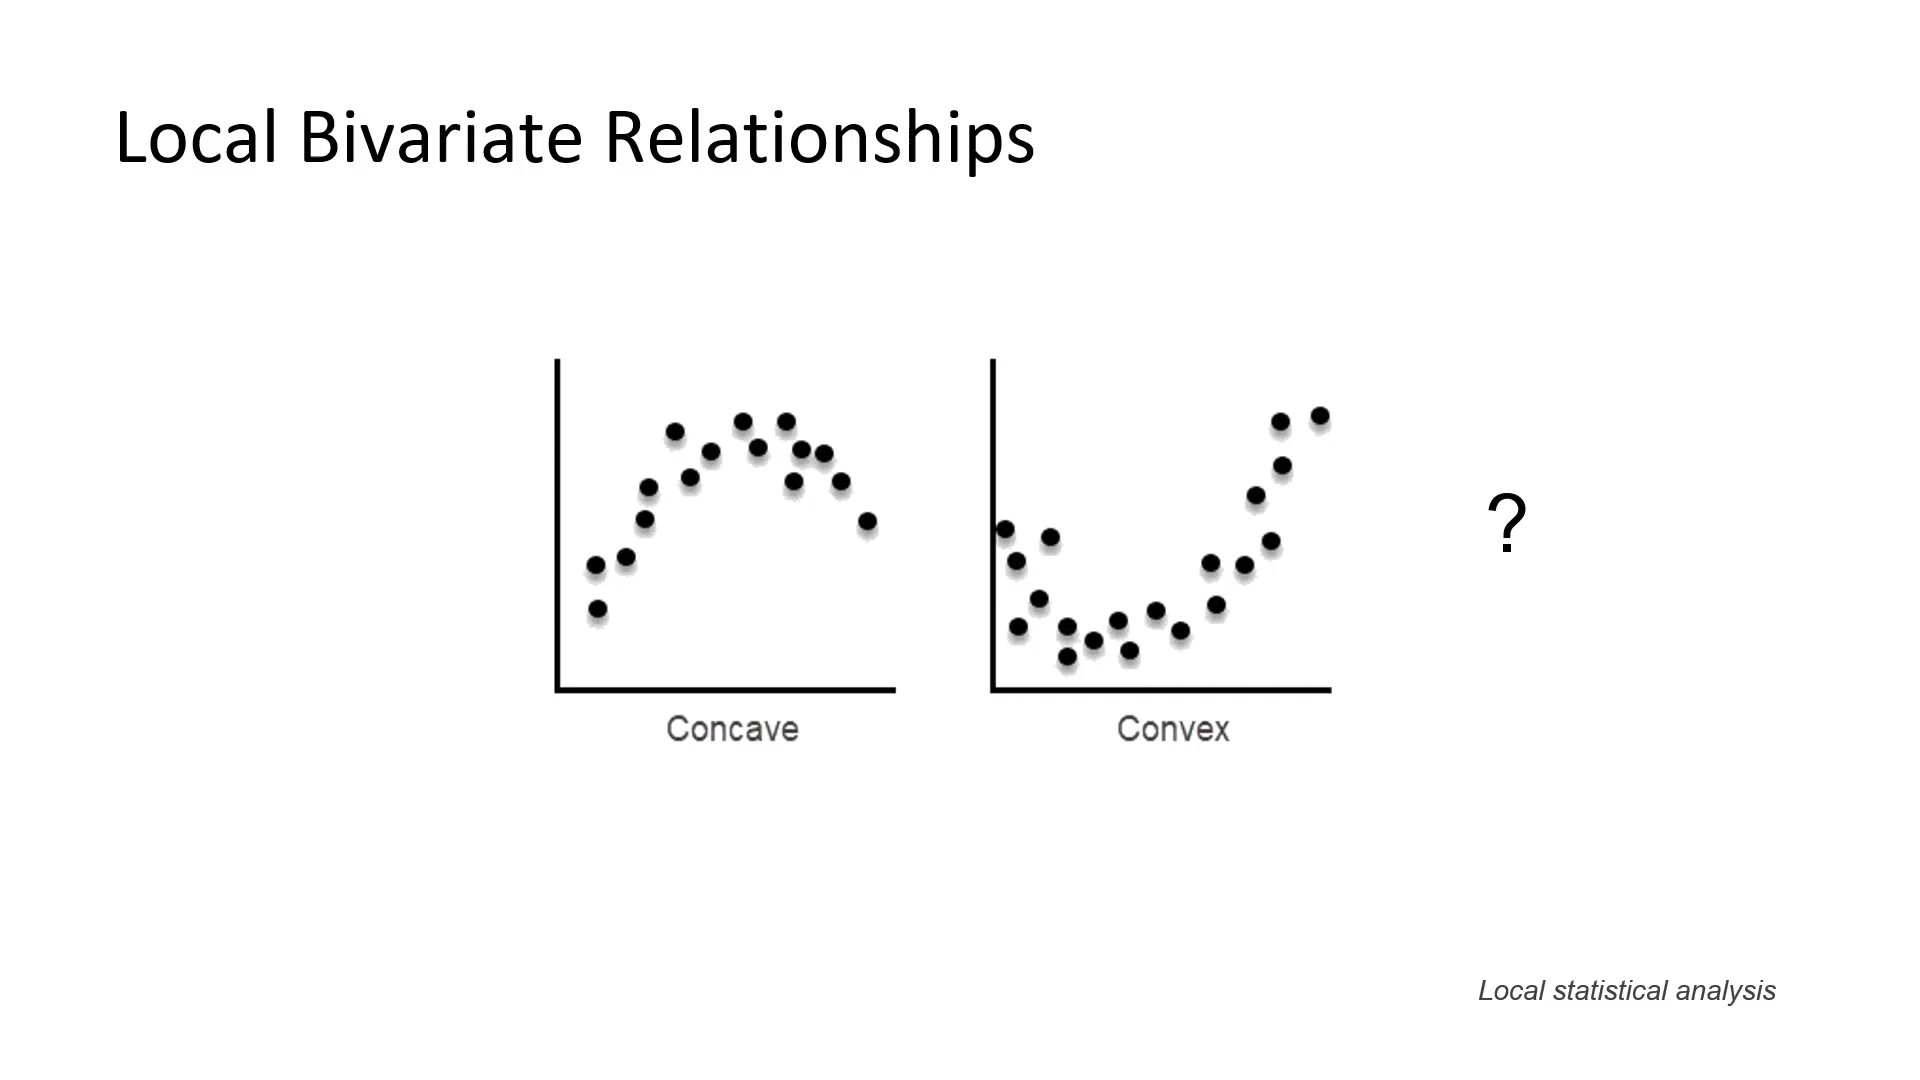 Local Bivariate Relationships
?
Concave
Convex
Local statistical analysis